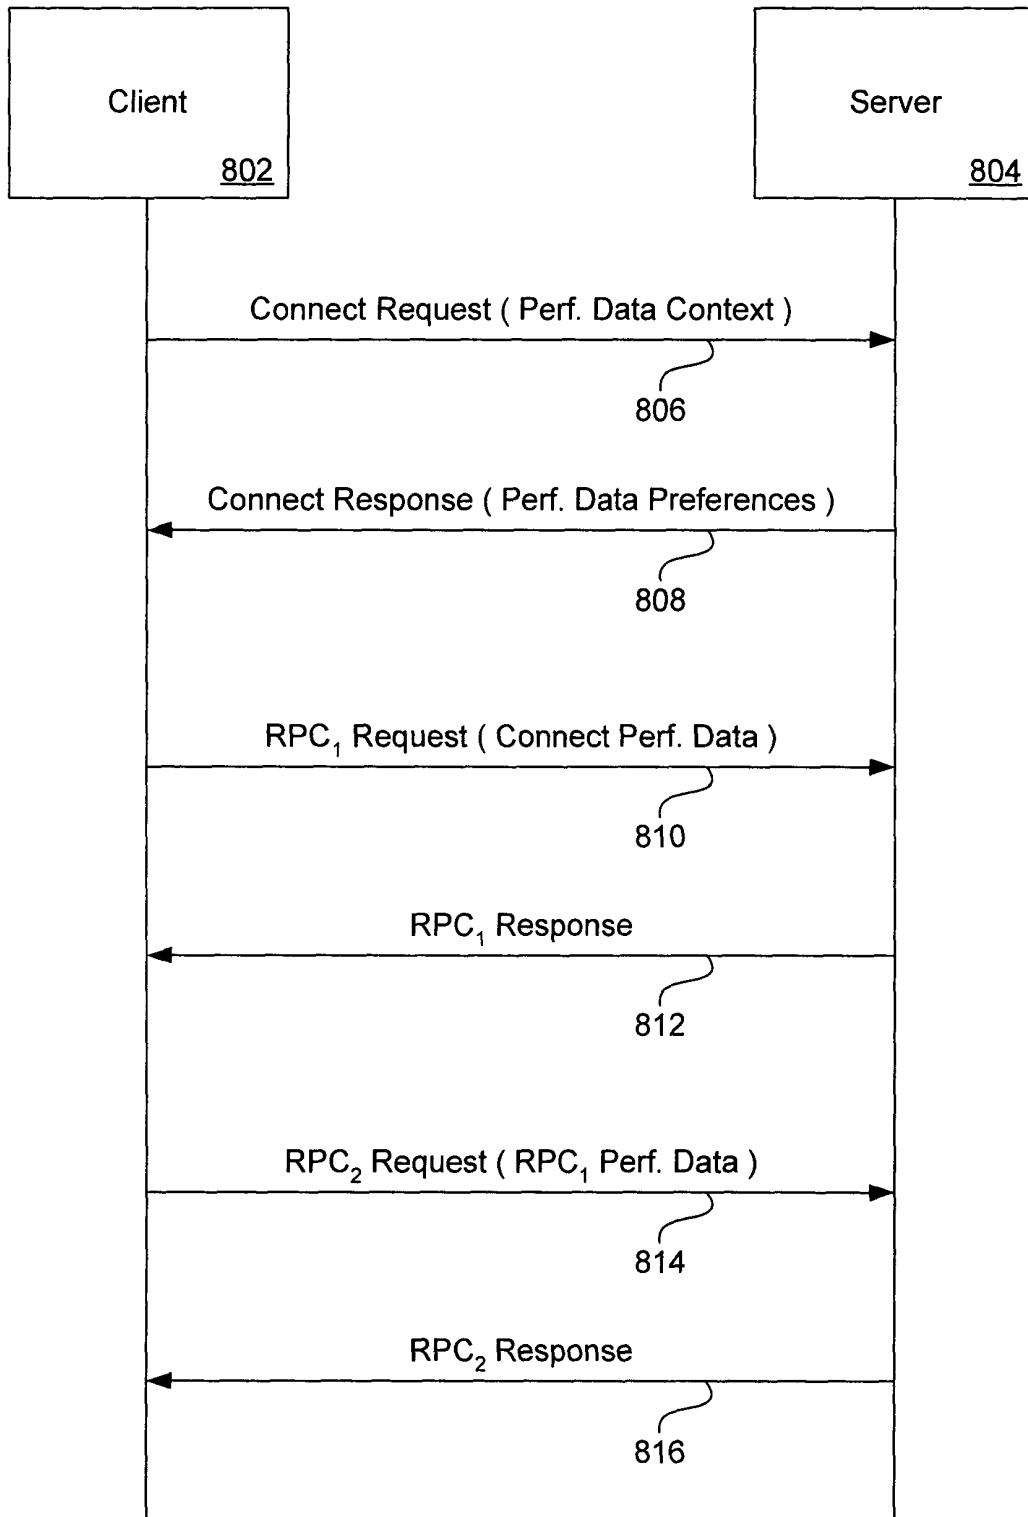 Client
802
Server
804
Connect Request ( Perf. Data Context )
806
Connect Response ( Perf. Data Preferences )
808
RPC₁ Request ( Connect Perf. Data )
810
RPC₁ Response
812
RPC₂ Request ( RPC₁ Perf. Data )
814
RPC₂ Response
816